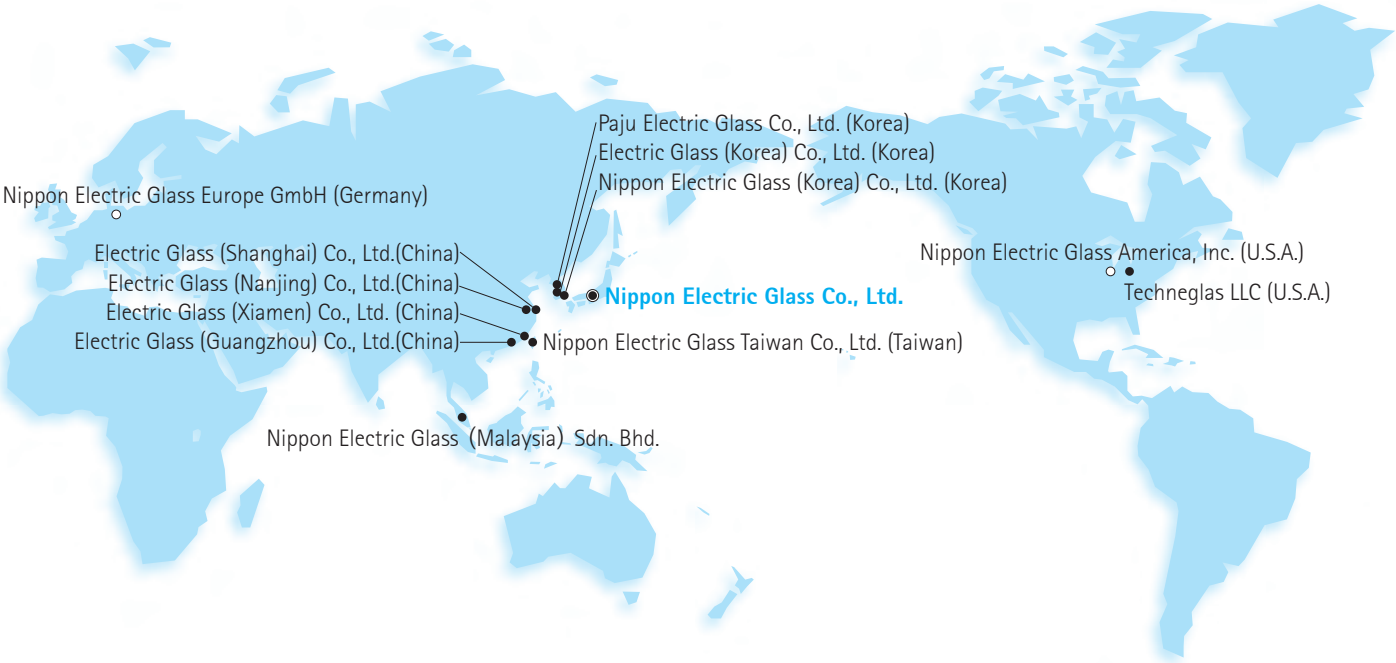 Paju Electric Glass Co., Ltd. (Korea)
Electric Glass (Korea) Co., Ltd. (Korea)
Nippon Electric Glass (Korea) Co., Ltd. (Korea)
Nippon Electric Glass Europe GmbH (Germany)
Electric Glass (Shanghai) Co., Ltd.(China)
Electric Glass (Nanjing) Co., Ltd.(China)
Electric Glass (Xiamen) Co., Ltd. (China)
Electric Glass (Guangzhou) Co., Ltd.(China)
Nippon Electric Glass Co., Ltd.
Nippon Electric Glass Taiwan Co., Ltd. (Taiwan)
Nippon Electric Glass America, Inc. (U.S.A.)
Techneglas LLC (U.S.A.)
Nippon Electric Glass（Malaysia）Sdn. Bhd.